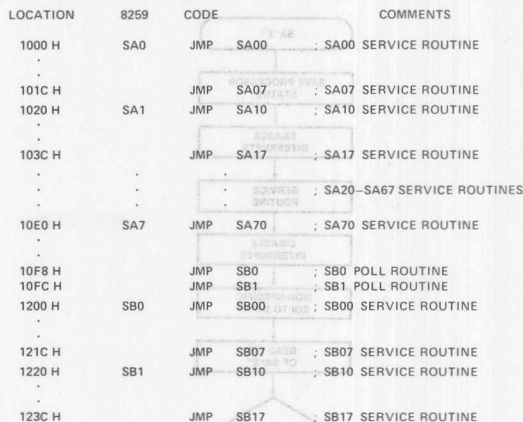 LOCATION 8259 CODE COMMENTS
1000 H SA0 JMP SA00 ; SA00 SERVICE ROUTINE
.
.
101C H JMP SA07 ; SA07 SERVICE ROUTINE
1020 H SA1 JMP SA10 ; SA10 SERVICE ROUTINE
.
.
103C H JMP SA17 ; SA17 SERVICE ROUTINE
. . .
. . . ; SA20–SA67 SERVICE ROUTINES
. . .
10E0 H SA7 JMP SA70 ; SA70 SERVICE ROUTINE
.
.
10F8 H JMP SB0 ; SB0 POLL ROUTINE
10FC H JMP SB1 ; SB1 POLL ROUTINE
1200 H SB0 JMP SB00 ; SB00 SERVICE ROUTINE
.
.
121C H JMP SB07 ; SB07 SERVICE ROUTINE
1220 H SB1 JMP SB10 ; SB10 SERVICE ROUTINE
.
.
123C H JMP SB17 ; SB17 SERVICE ROUTINE